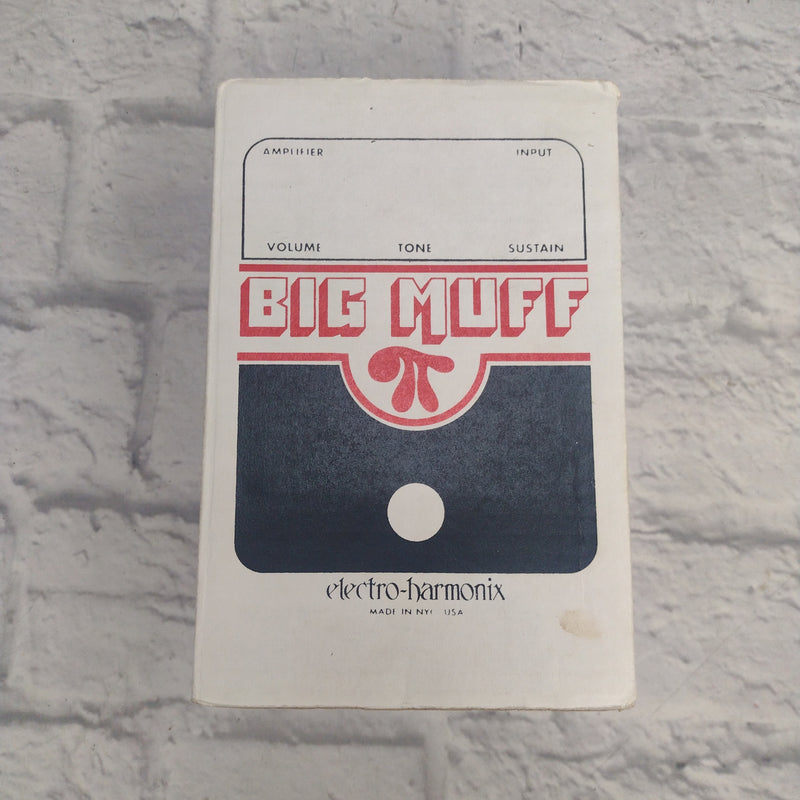 AMPLIFIER INPUT
VOLUME TONE SUSTAIN
BIG MUFF
π
electro-harmonix
MADE IN NYC USA